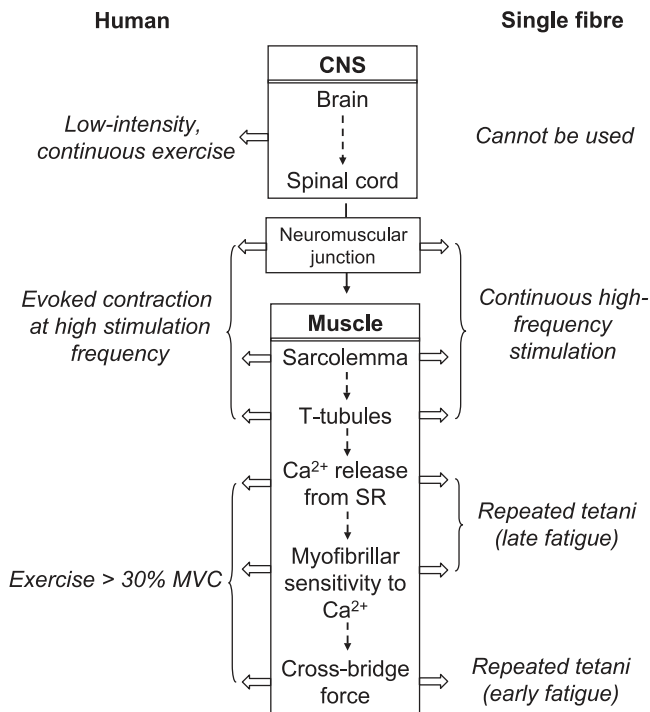 Human
Single fibre
CNS
Brain
Low-intensity,
continuous exercise
Cannot be used
Spinal cord
Neuromuscular
junction
Evoked contraction
at high stimulation
frequency
Continuous high-
frequency
stimulation
Muscle
Sarcolemma
T-tubules
Ca²⁺ release
from SR
Repeated tetani
(late fatigue)
Exercise > 30% MVC
Myofibrillar
sensitivity to
Ca²⁺
Cross-bridge
force
Repeated tetani
(early fatigue)